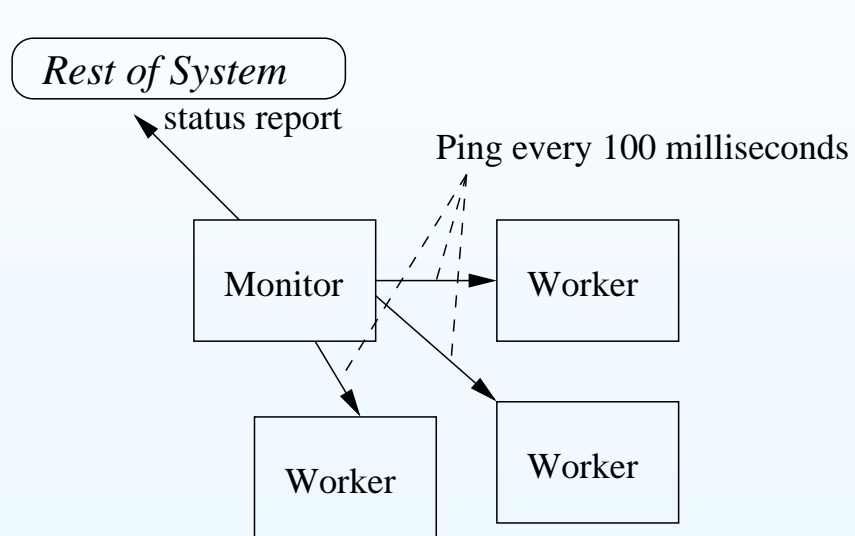 Rest of System
status report
Ping every 100 milliseconds
Monitor
Worker
Worker
Worker